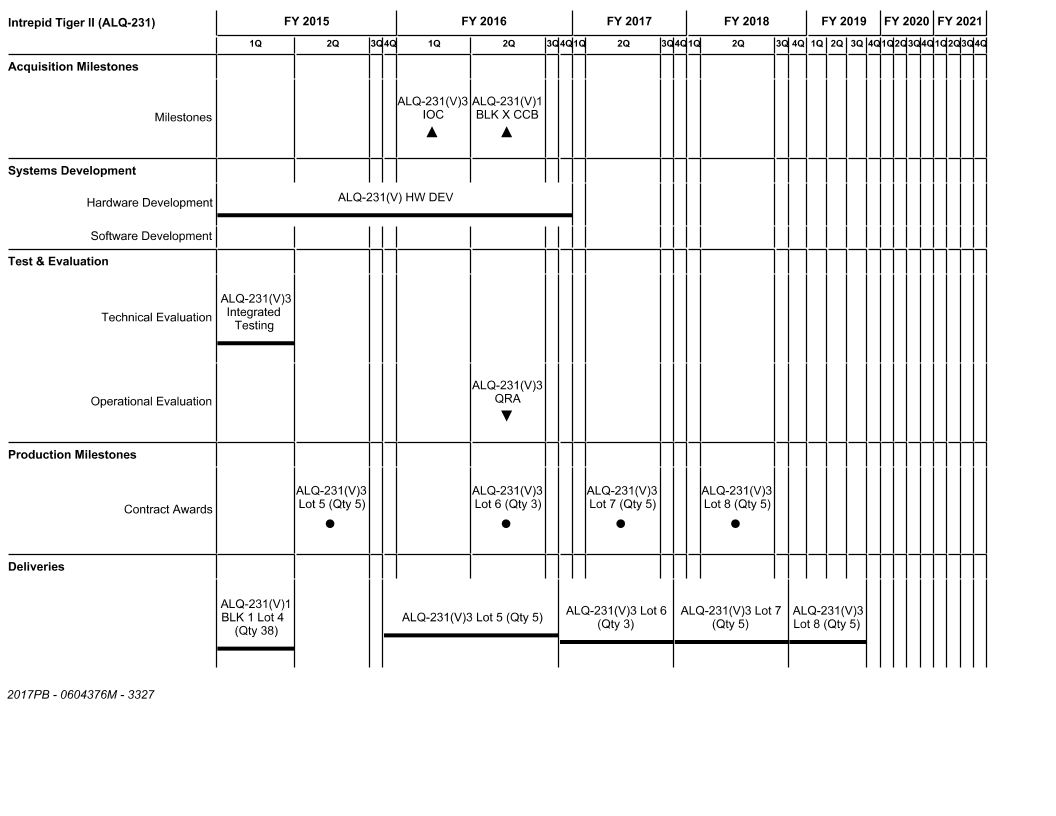 Intrepid Tiger II (ALQ-231)
FY 2015
FY 2016
FY 2017
FY 2018
FY 2019
FY 2020
FY 2021
1Q 2Q 3Q 4Q 1Q 2Q 3Q 4Q 1Q 2Q 3Q 4Q 1Q 2Q 3Q 4Q 1Q 2Q 3Q 4Q 1Q 2Q 3Q 4Q 1Q 2Q 3Q 4Q
Acquisition Milestones
Milestones
ALQ-231(V)3
IOC
ALQ-231(V)1
BLK X CCB
Systems Development
Hardware Development
ALQ-231(V) HW DEV
Software Development
Test & Evaluation
Technical Evaluation
ALQ-231(V)3
Integrated
Testing
Operational Evaluation
ALQ-231(V)3
QRA
Production Milestones
Contract Awards
ALQ-231(V)3
Lot 5 (Qty 5)
ALQ-231(V)3
Lot 6 (Qty 3)
ALQ-231(V)3
Lot 7 (Qty 5)
ALQ-231(V)3
Lot 8 (Qty 5)
Deliveries
ALQ-231(V)1
BLK 1 Lot 4
(Qty 38)
ALQ-231(V)3 Lot 5 (Qty 5)
ALQ-231(V)3 Lot 6
(Qty 3)
ALQ-231(V)3 Lot 7
(Qty 5)
ALQ-231(V)3
Lot 8 (Qty 5)
2017PB - 0604376M - 3327